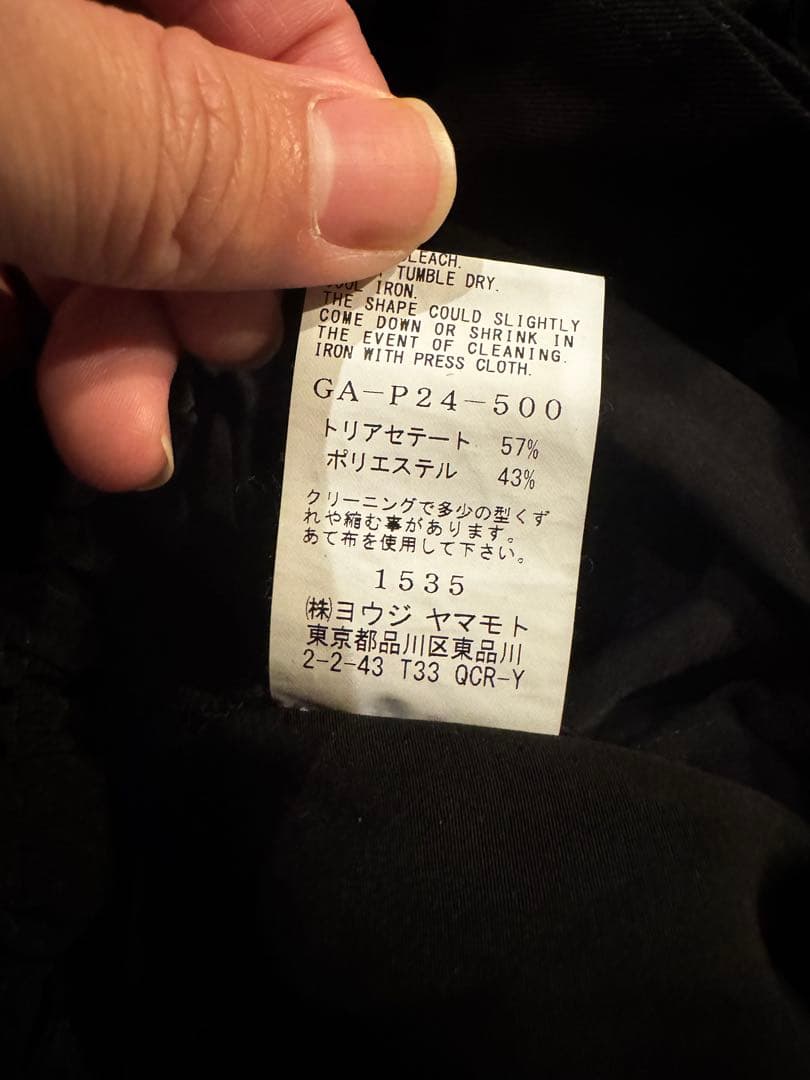 TUMBLE DRY.
IRON.
THE SHAPE COULD SLIGHTLY
COME DOWN OR SHRINK IN
THE EVENT OF CLEANING.
IRON WITH PRESS CLOTH.
GA-P24-500
トリアセテート 57%
ポリエステル 43%
クリーニングで多少の型くず
れや縮む事があります。
あて布を使用して下さい。
1535
㈱ヨウジ ヤマモト
東京都品川区東品川
2-2-43 T33 QCR-Y